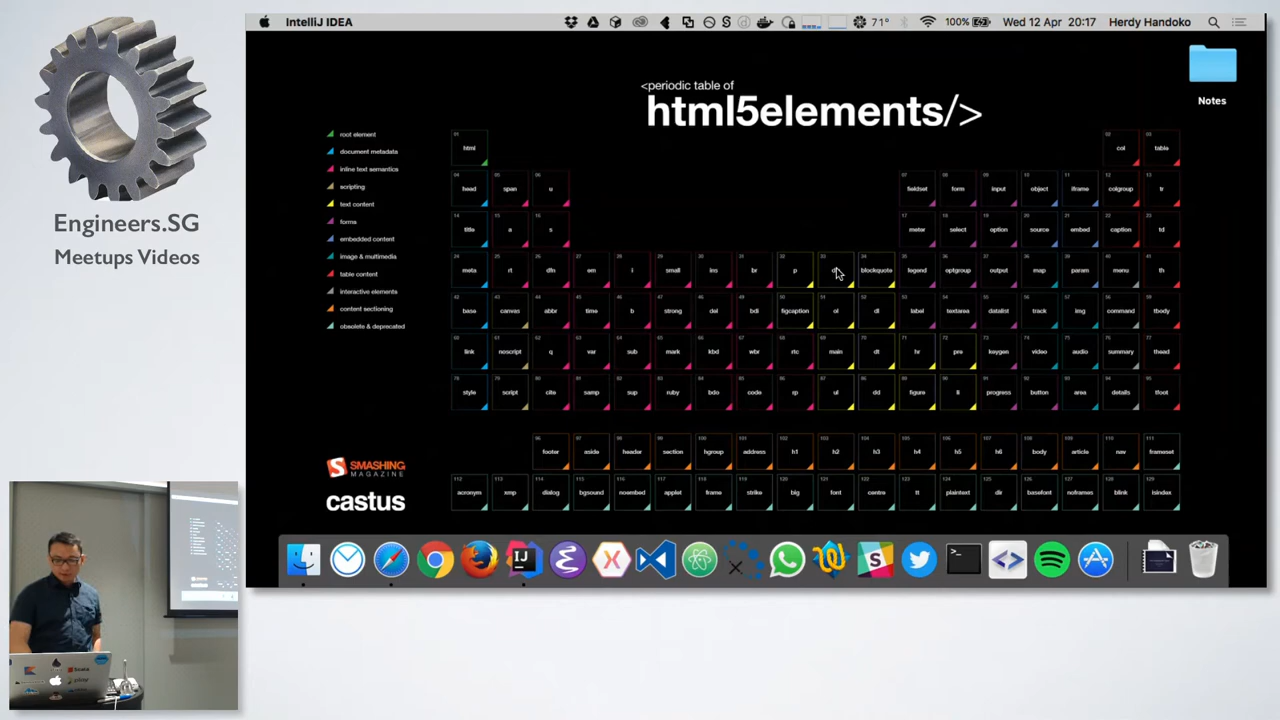 Engineers.SG
Meetups Videos
IntelliJ IDEA
71° 100% Wed 12 Apr 20:17 Herdy Handoko
Notes
<periodic table of
html5elements/>
root element
document metadata
inline text semantics
scripting
text content
forms
embedded content
image & multimedia
table content
interactive elements
content sectioning
obsolete & deprecated
html col table
head span u fieldset form input object iframe colgroup tr
title a s meter select option source embed caption td
meta rt dfn em i small ins br p blockquote legend optgroup output map param menu th
base canvas abbr time b strong del bdi figcaption ol dl label textarea datalist track img command tbody
link noscript q var sub mark kbd wbr rtc main dt hr pre keygen video audio summary thead
style script cite samp sup ruby bdo code rp ul dd figure li progress button area details tfoot
footer aside header section hgroup address h1 h2 h3 h4 h5 h6 body article nav frameset
acronym xmp dialog bgsound noembed applet frame strike big font centre tt plaintext dir basefont noframes blink isindex
SMASHING
MAGAZINE
castus